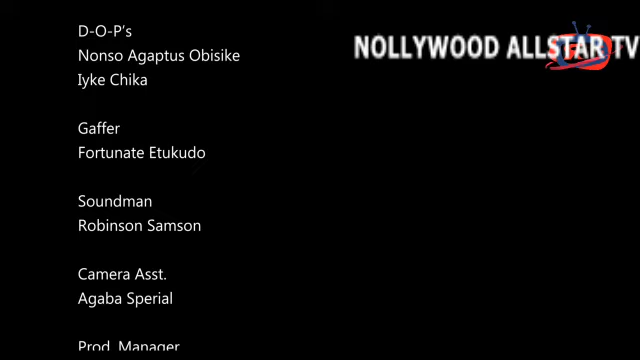 D-O-P's
Nonso Agaptus Obisike
Iyke Chika
Gaffer
Fortunate Etukudo
Soundman
Robinson Samson
Camera Asst.
Agaba Sperial
Prod. Manager
NOLLYWOOD ALLSTAR TV